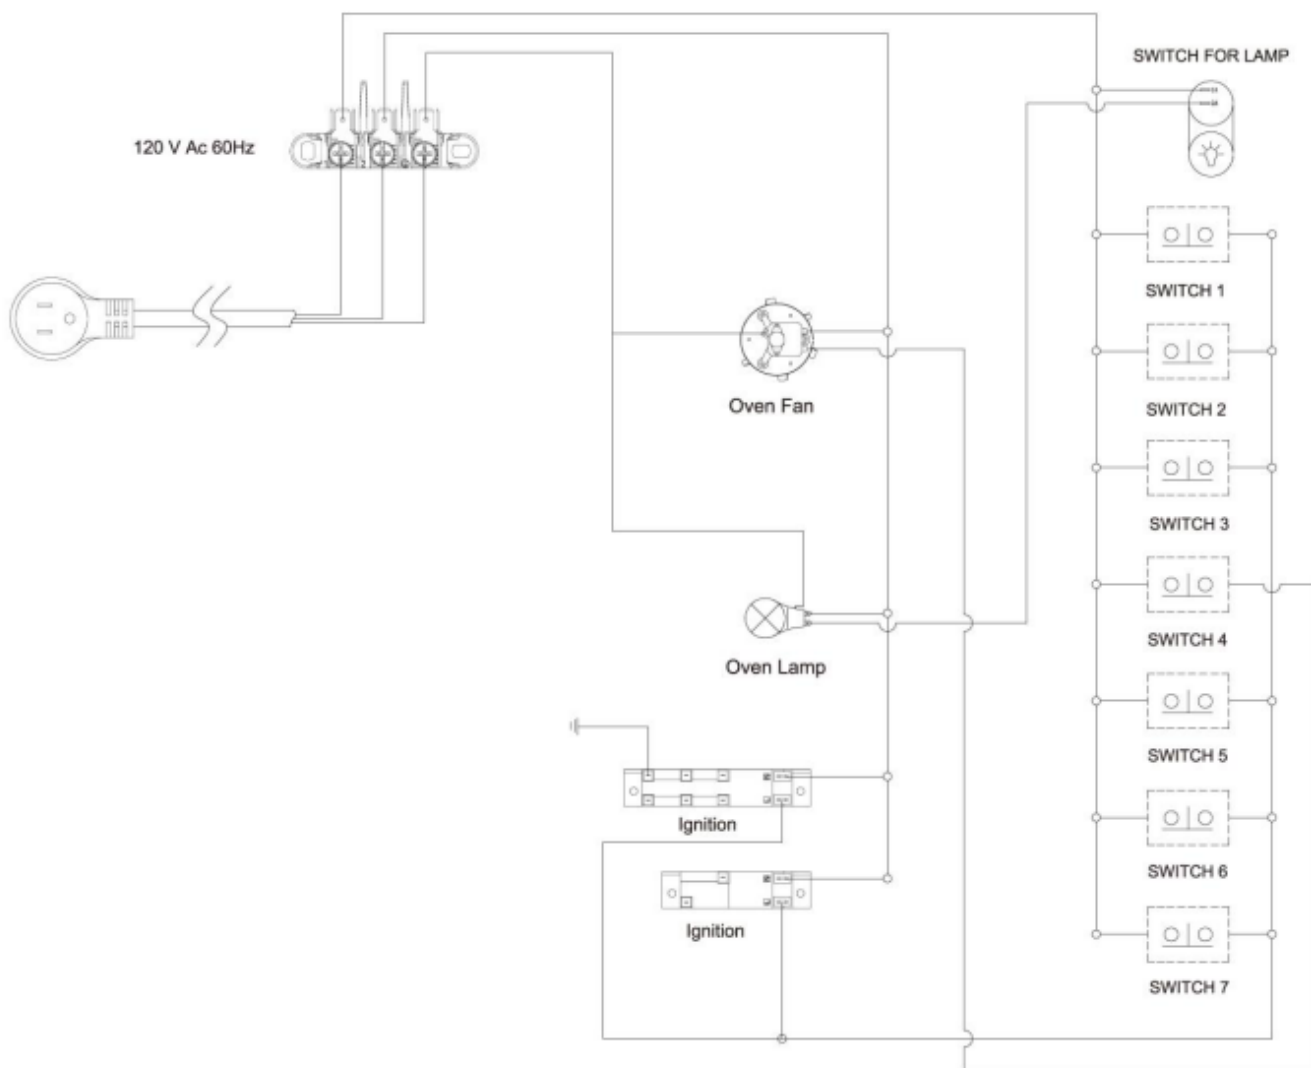 SWITCH FOR LAMP
120 V Ac 60Hz
SWITCH 1
Oven Fan
SWITCH 2
SWITCH 3
SWITCH 4
Oven Lamp
SWITCH 5
Ignition
SWITCH 6
Ignition
SWITCH 7